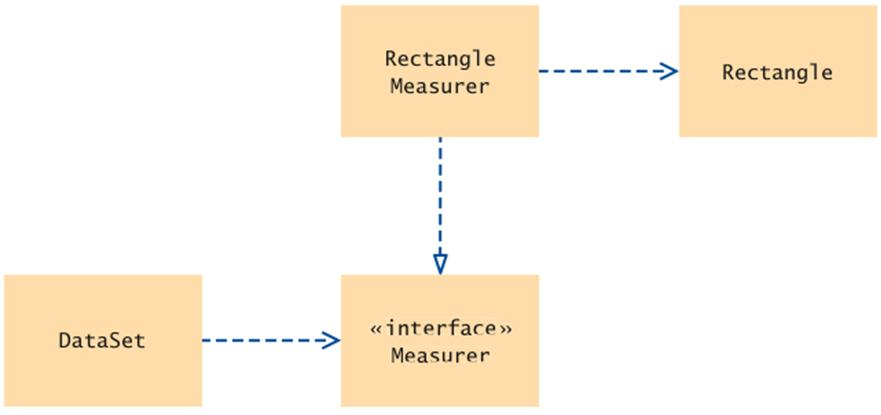 Rectangle
Measurer
Rectangle
DataSet
«interface»
Measurer